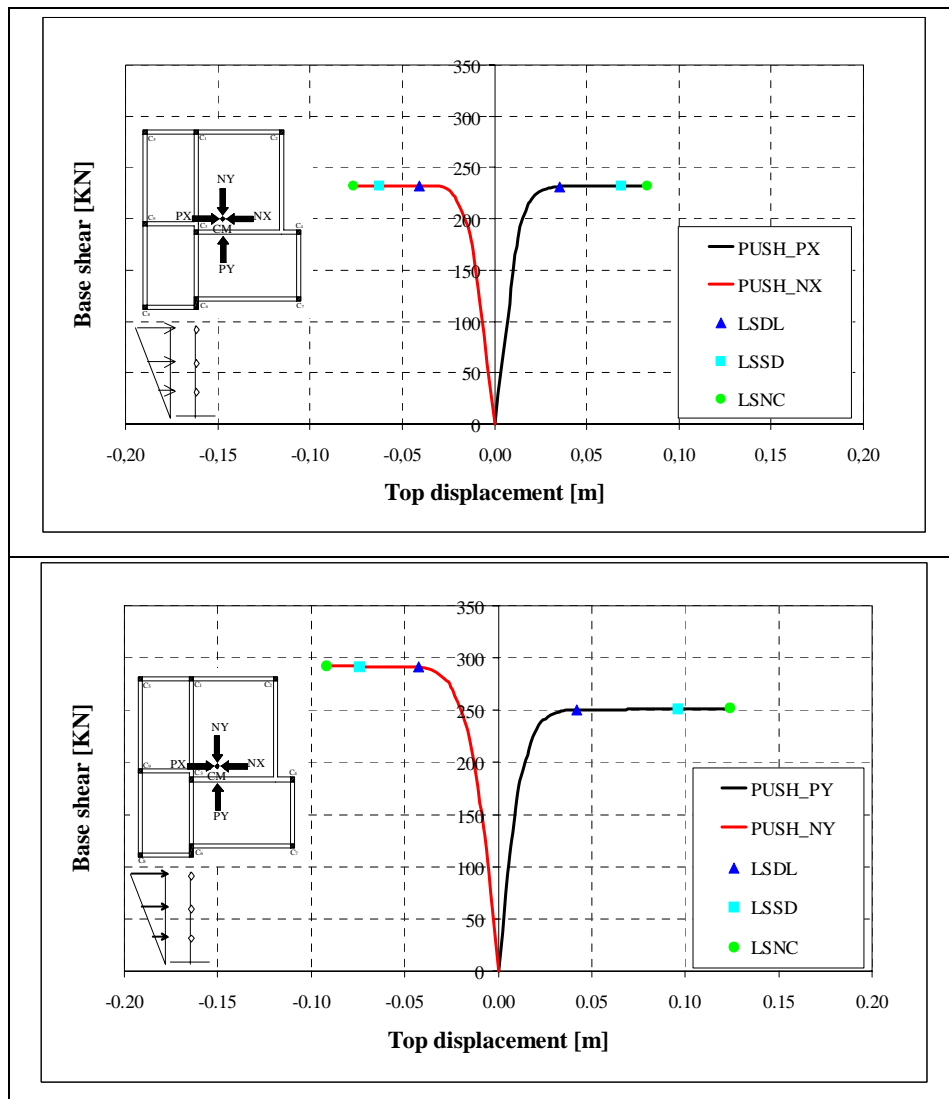 350
300
250
200
150
100
50
0
Base shear [KN]
NY
PX
NX
CM
PY
PUSH_PX
PUSH_NX
LSDL
LSSD
LSNC
-0,20 -0,15 -0,10 -0,05 0,00 0,05 0,10 0,15 0,20
Top displacement [m]
350
300
250
200
150
100
50
0
Base shear [KN]
NY
PX
NX
CM
PY
PUSH_PY
PUSH_NY
LSDL
LSSD
LSNC
-0.20 -0.15 -0.10 -0.05 0.00 0.05 0.10 0.15 0.20
Top displacement [m]